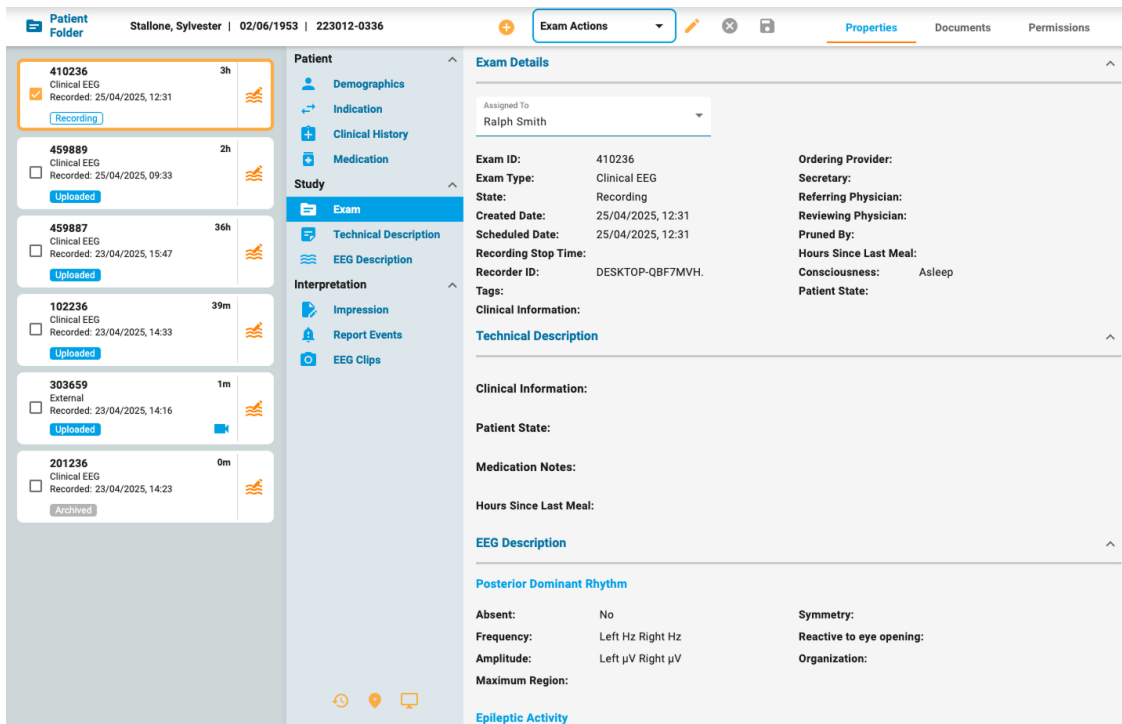 Patient Folder
Stallone, Sylvester | 02/06/1953 | 223012-0336
Exam Actions
Properties
Documents
Permissions
410236 3h
Clinical EEG
Recorded: 25/04/2025, 12:31
Recording
459889 2h
Clinical EEG
Recorded: 25/04/2025, 09:33
Uploaded
459887 36h
Clinical EEG
Recorded: 23/04/2025, 15:47
Uploaded
102236 39m
Clinical EEG
Recorded: 23/04/2025, 14:33
Uploaded
303659 1m
External
Recorded: 23/04/2025, 14:16
Uploaded
201236 0m
Clinical EEG
Recorded: 23/04/2025, 14:23
Archived
Patient
Demographics
Indication
Clinical History
Medication
Study
Exam
Technical Description
EEG Description
Interpretation
Impression
Report Events
EEG Clips
Exam Details
Assigned To
Ralph Smith
Exam ID: 410236 Ordering Provider:
Exam Type: Clinical EEG Secretary:
State: Recording Referring Physician:
Created Date: 25/04/2025, 12:31 Reviewing Physician:
Scheduled Date: 25/04/2025, 12:31 Pruned By:
Recording Stop Time: Hours Since Last Meal:
Recorder ID: DESKTOP-QBF7MVH. Consciousness: Asleep
Tags: Patient State:
Clinical Information:
Technical Description
Clinical Information:
Patient State:
Medication Notes:
Hours Since Last Meal:
EEG Description
Posterior Dominant Rhythm
Absent: No Symmetry:
Frequency: Left Hz Right Hz Reactive to eye opening:
Amplitude: Left µV Right µV Organization:
Maximum Region:
Epileptic Activity